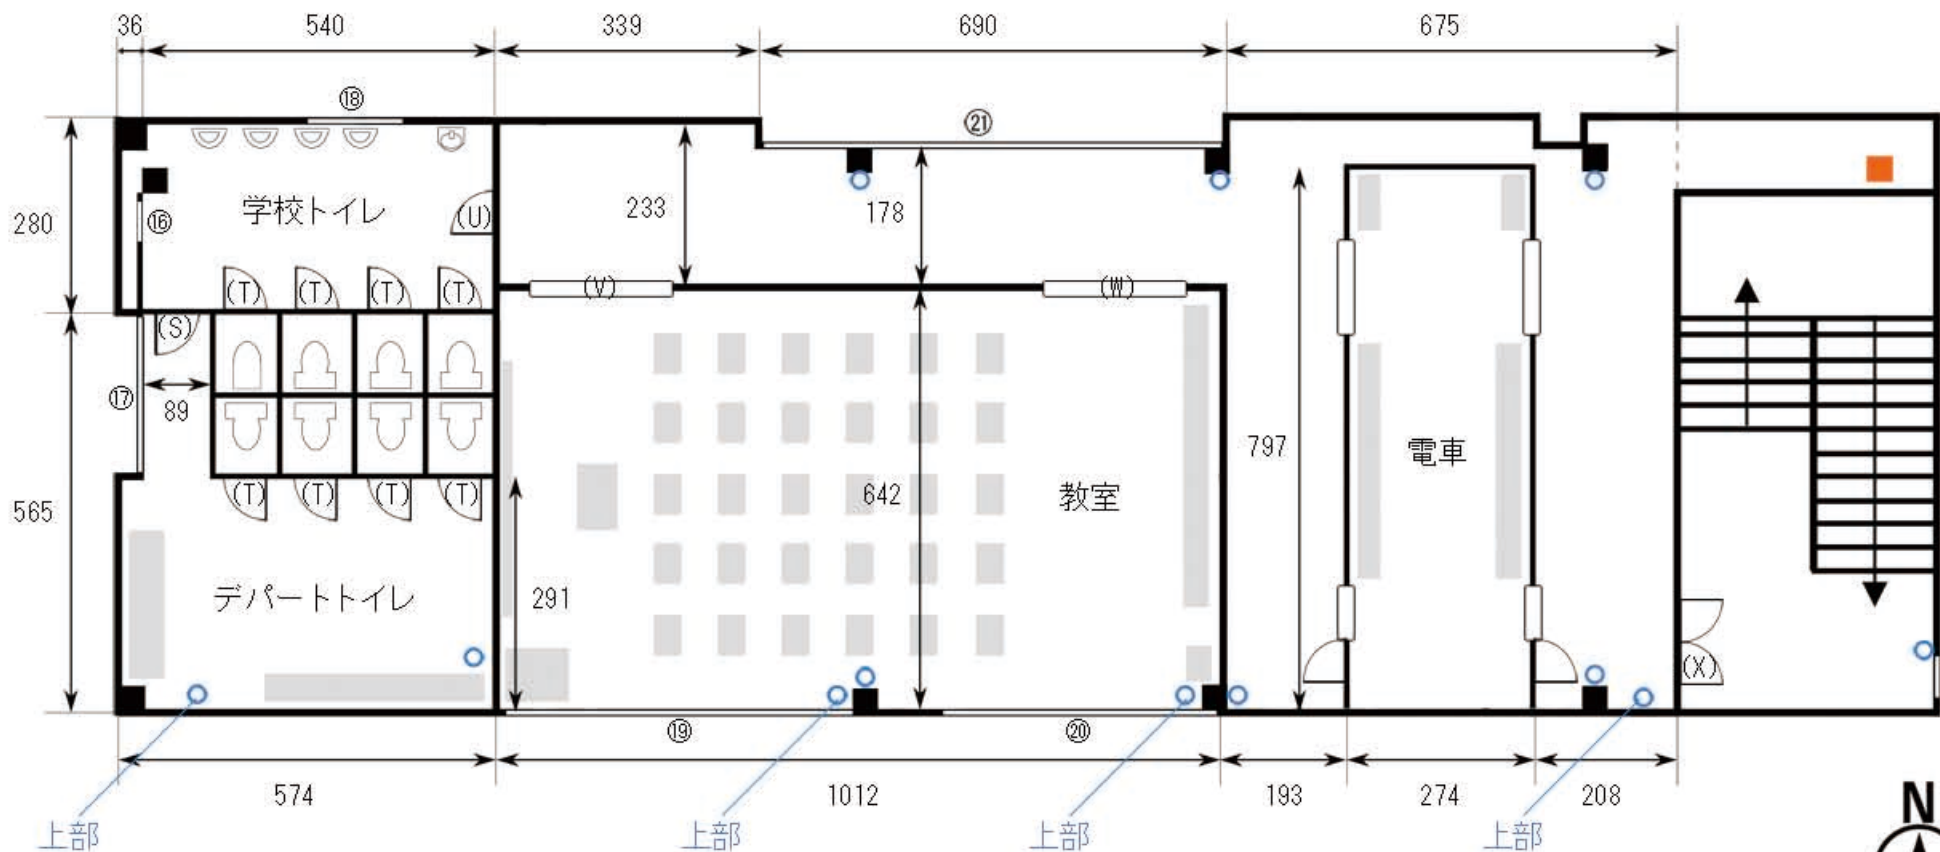 36
540
339
690
675
⑱
㉑
280
学校トイレ
⑯
(U)
233
178
(T)
(T)
(T)
(T)
(V)
(W)
(S)
⑰
89
797
電車
565
(T)
(T)
(T)
(T)
642
教室
デパートトイレ
291
(X)
⑲
⑳
574
1012
193
274
208
N
上部
上部
上部
上部